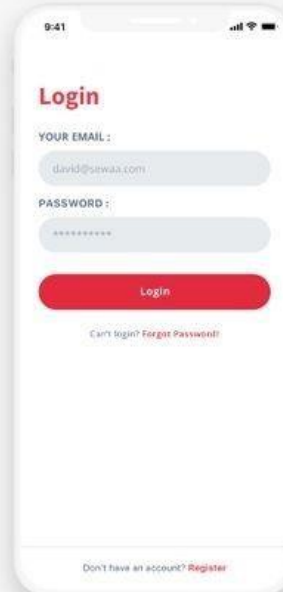 9:41
Login
YOUR EMAIL :
david@sewaa.com
PASSWORD :
**********
Login
Can't login? Forgot Password?
Don't have an account? Register